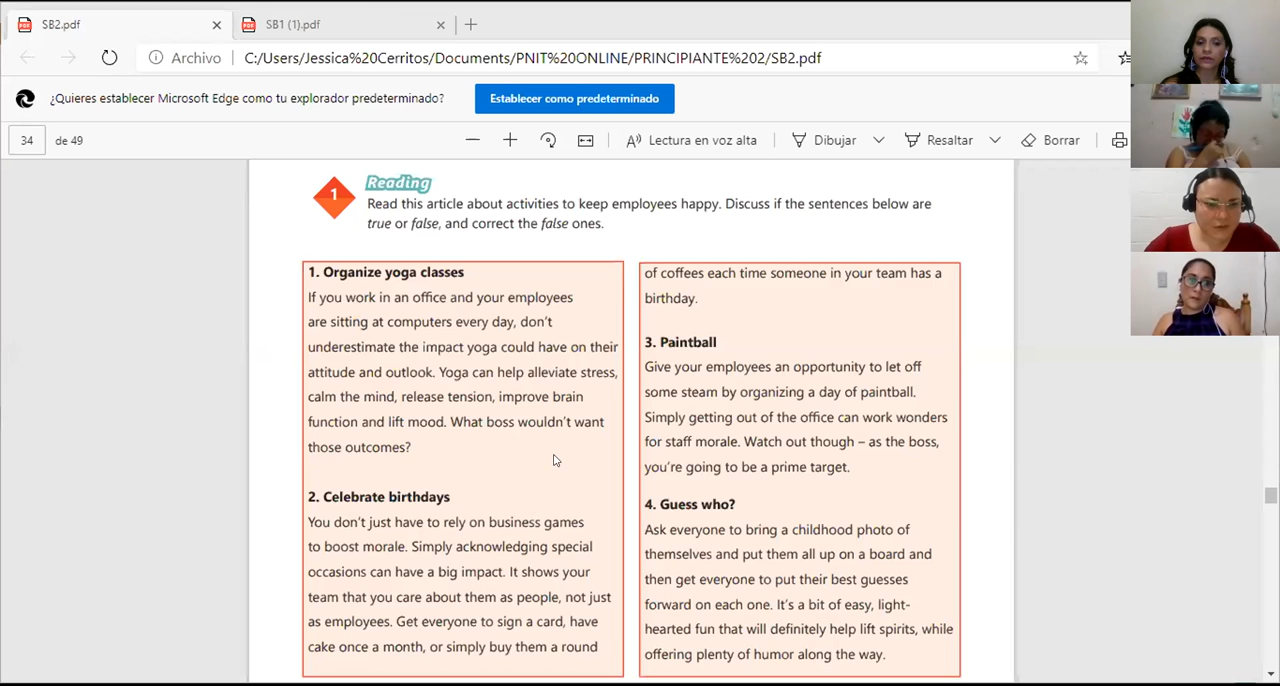 SB2.pdf
SB1 (1).pdf
Archivo
C:/Users/Jessica%20Cerritos/Documents/PNIT%20ONLINE/PRINCIPIANTE%202/SB2.pdf
¿Quieres establecer Microsoft Edge como tu explorador predeterminado?
Establecer como predeterminado
34 de 49
Lectura en voz alta
Dibujar
Resaltar
Borrar
1
Reading
Read this article about activities to keep employees happy. Discuss if the sentences below are
true or false, and correct the false ones.
1. Organize yoga classes
If you work in an office and your employees
are sitting at computers every day, don't
underestimate the impact yoga could have on their
attitude and outlook. Yoga can help alleviate stress,
calm the mind, release tension, improve brain
function and lift mood. What boss wouldn't want
those outcomes?
2. Celebrate birthdays
You don't just have to rely on business games
to boost morale. Simply acknowledging special
occasions can have a big impact. It shows your
team that you care about them as people, not just
as employees. Get everyone to sign a card, have
cake once a month, or simply buy them a round
of coffees each time someone in your team has a
birthday.
3. Paintball
Give your employees an opportunity to let off
some steam by organizing a day of paintball.
Simply getting out of the office can work wonders
for staff morale. Watch out though – as the boss,
you're going to be a prime target.
4. Guess who?
Ask everyone to bring a childhood photo of
themselves and put them all up on a board and
then get everyone to put their best guesses
forward on each one. It's a bit of easy, light-
hearted fun that will definitely help lift spirits, while
offering plenty of humor along the way.